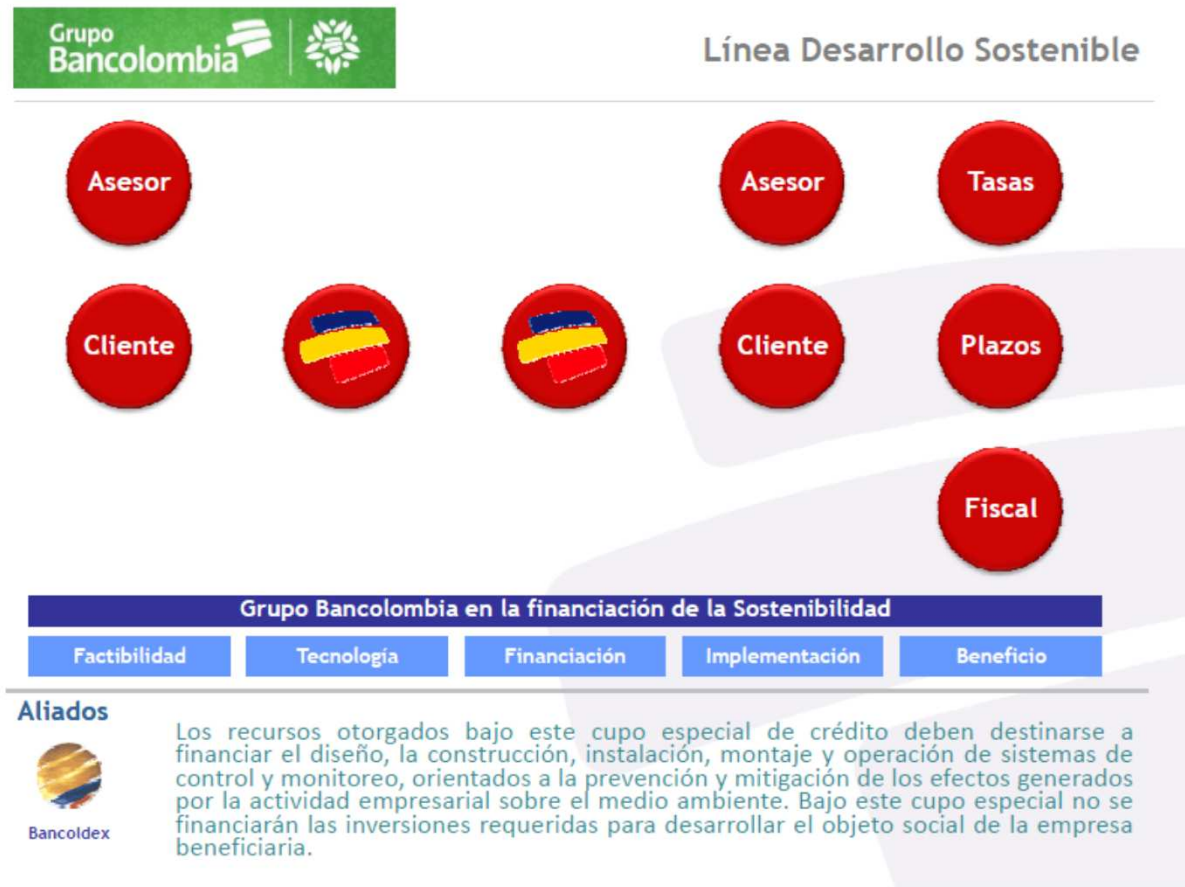 Grupo
Bancolombia
Línea Desarrollo Sostenible
Asesor
Asesor
Tasas
Cliente
Cliente
Plazos
Fiscal
Grupo Bancolombia en la financiación de la Sostenibilidad
Factibilidad
Tecnología
Financiación
Implementación
Beneficio
Aliados
Bancoldex
Los recursos otorgados bajo este cupo especial de crédito deben destinarse a
financiar el diseño, la construcción, instalación, montaje y operación de sistemas de
control y monitoreo, orientados a la prevención y mitigación de los efectos generados
por la actividad empresarial sobre el medio ambiente. Bajo este cupo especial no se
financiarán las inversiones requeridas para desarrollar el objeto social de la empresa
beneficiaria.